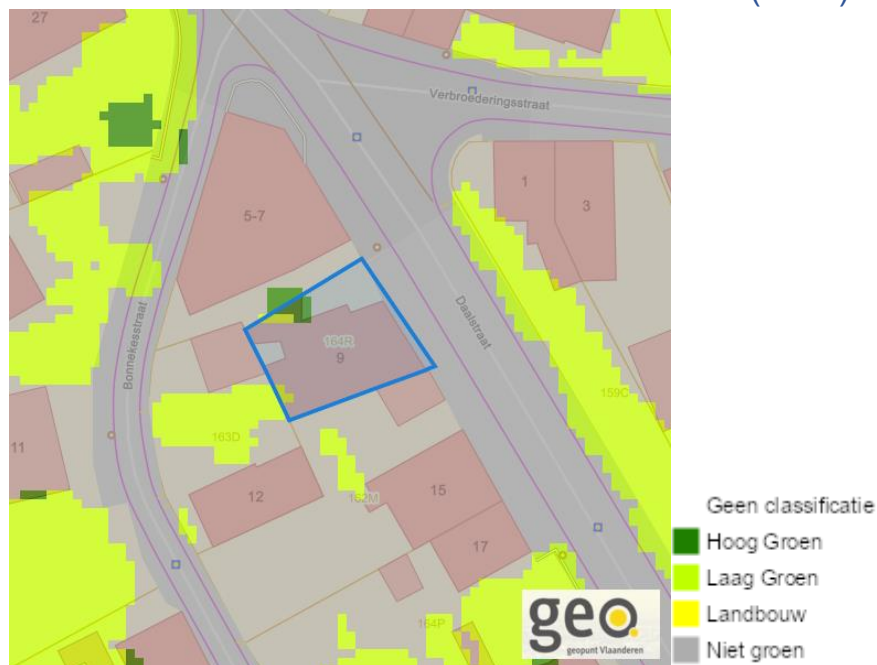 27
Verbroederingsstraat
1
3
5-7
Bonnekesstraat
Daalstraat
164R
9
159C
163D
11
12
162M
15
17
164P
geo.
geopunt Vlaanderen
Geen classificatie
Hoog Groen
Laag Groen
Landbouw
Niet groen